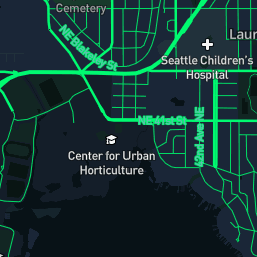 Cemetery
Laur
NE Blakeley St
Seattle Children's
Hospital
NE 41st St
42nd Ave NE
Center for Urban
Horticulture